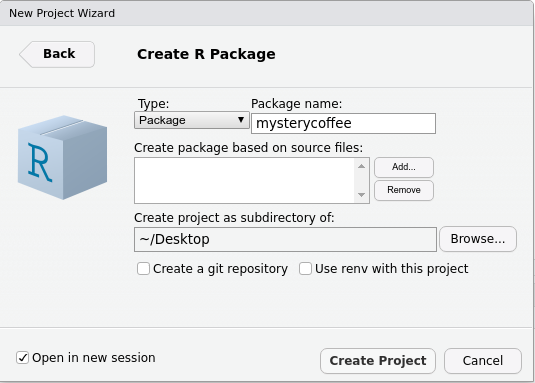 New Project Wizard
Back
Create R Package
R
Type:
Package name:
Package
mysterycoffee
Create package based on source files:
Add...
Remove
Create project as subdirectory of:
~/Desktop
Browse...
Create a git repository
Use renv with this project
Open in new session
Create Project
Cancel